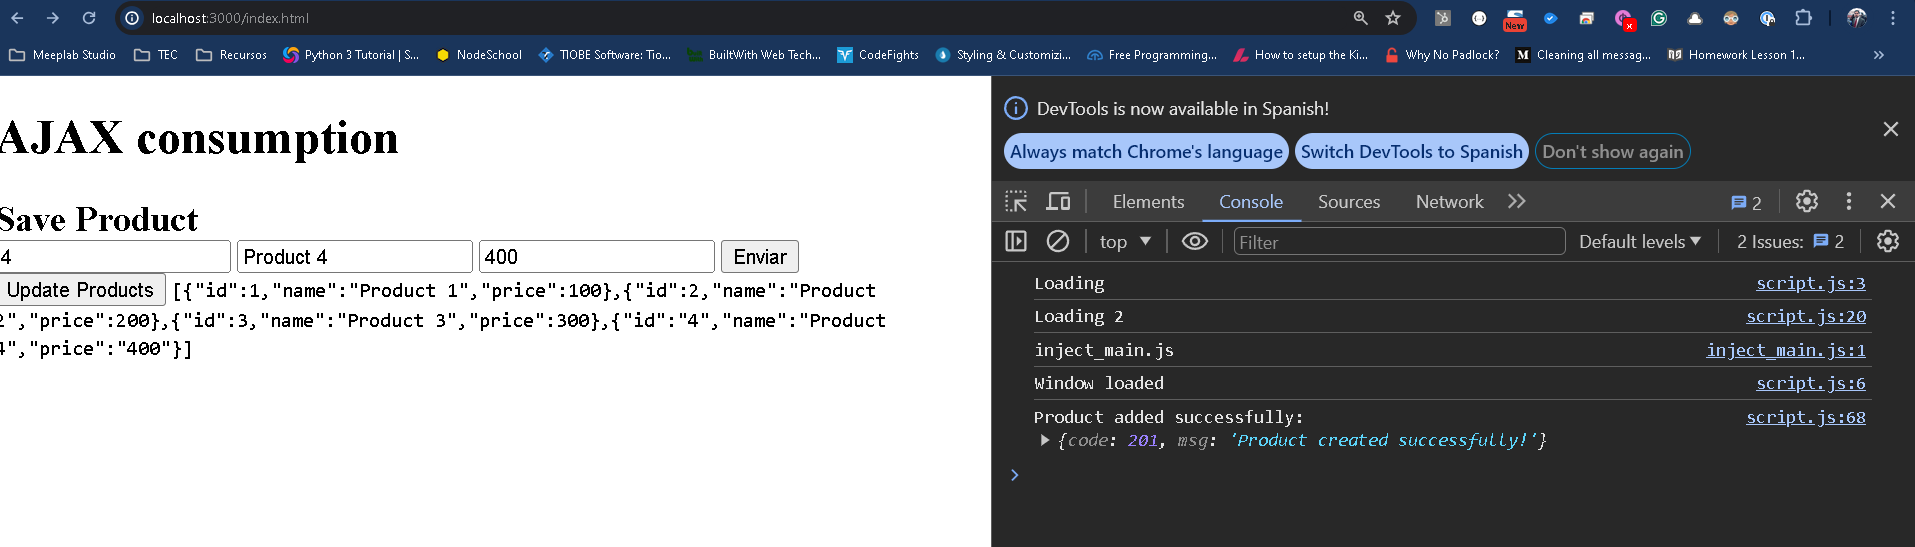 localhost:3000/index.html
New
Meeplab Studio
TEC
Recursos
Python 3 Tutorial | S...
NodeSchool
TIOBE Software: Tio...
BuiltWith Web Tech...
CodeFights
Styling & Customizi...
Free Programming...
How to setup the Ki...
Why No Padlock?
Cleaning all messag...
Homework Lesson 1...
AJAX consumption
Save Product
4
Product 4
400
Enviar
Update Products
[{"id":1,"name":"Product 1","price":100},{"id":2,"name":"Product
2","price":200},{"id":3,"name":"Product 3","price":300},{"id":"4","name":"Product
4","price":"400"}]
DevTools is now available in Spanish!
Always match Chrome's language
Switch DevTools to Spanish
Don't show again
Elements
Console
Sources
Network
2
top
Filter
Default levels
2 Issues:
2
Loading script.js:3
Loading 2 script.js:20
inject_main.js inject_main.js:1
Window loaded script.js:6
Product added successfully: script.js:68
{code: 201, msg: 'Product created successfully!'}